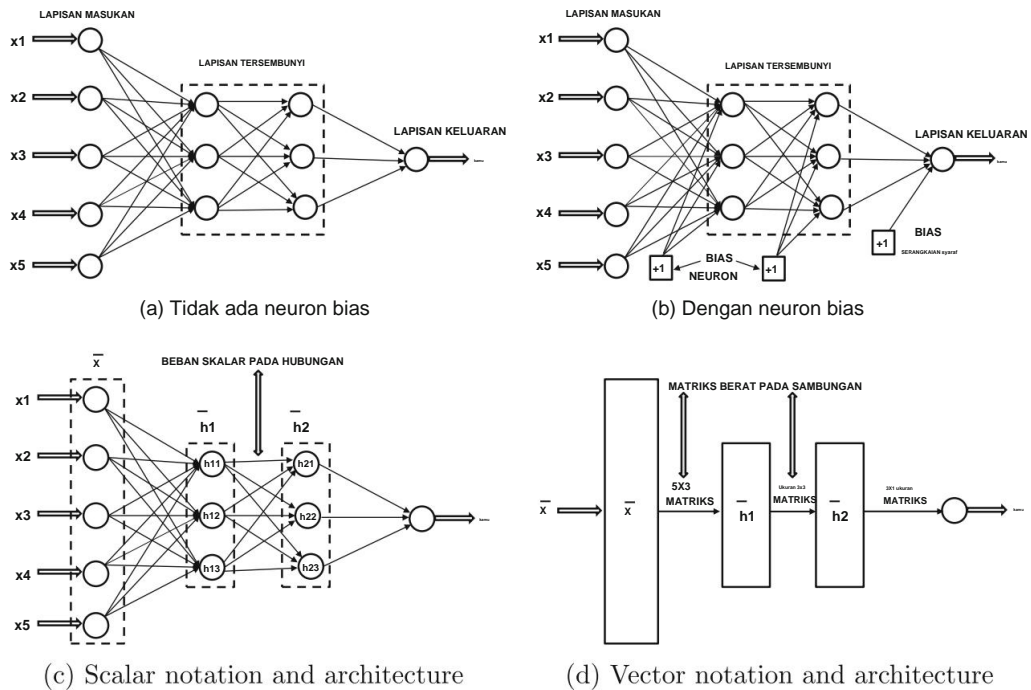 LAPISAN MASUKAN
x1
x2
x3
x4
x5
LAPISAN TERSEMBUNYI
LAPISAN KELUARAN
kamu
(a) Tidak ada neuron bias
LAPISAN MASUKAN
x1
x2
x3
x4
x5
LAPISAN TERSEMBUNYI
LAPISAN KELUARAN
kamu
+1
BIAS
NEURON
+1
+1
BIAS
SERANGKAIAN syaraf
(b) Dengan neuron bias
BEBAN SKALAR PADA HUBUNGAN
x
x1
x2
x3
x4
x5
h1
h2
h11
h12
h13
h21
h22
h23
kamu
(c) Scalar notation and architecture
MATRIKS BERAT PADA SAMBUNGAN
x
x
5X3
MATRIKS
h1
Ukuran 3x3
MATRIKS
h2
3X1 ukuran
MATRIKS
kamu
(d) Vector notation and architecture